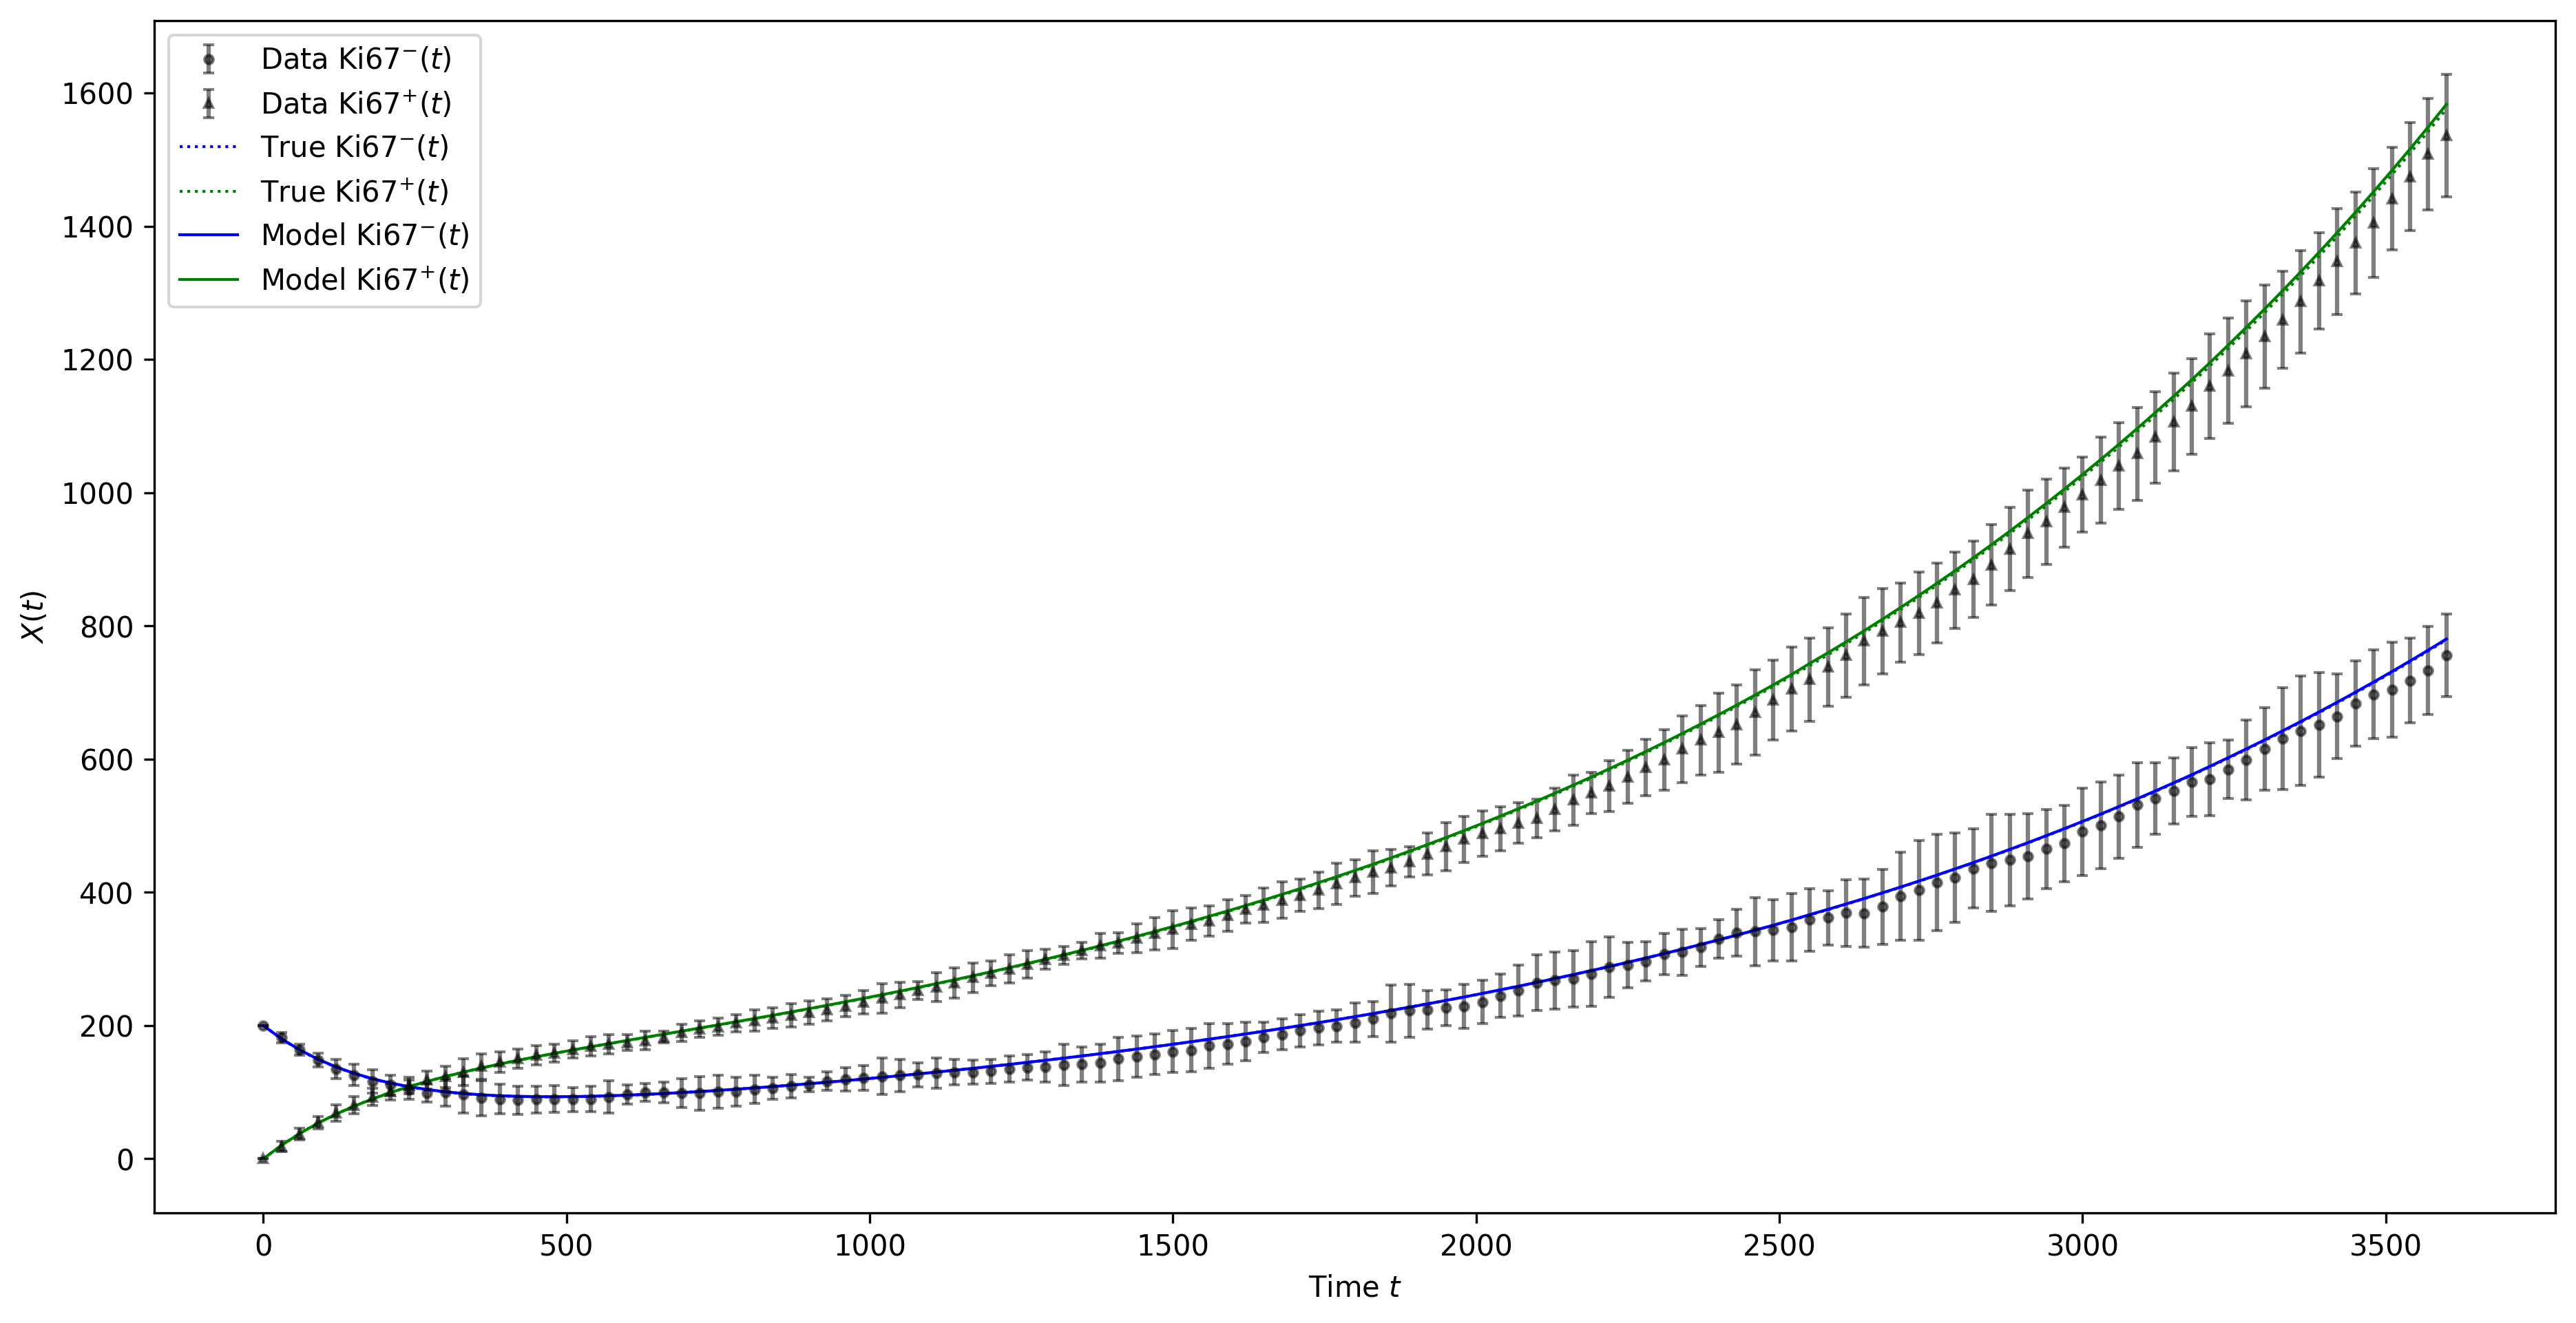 Data Ki67⁻(t)
Data Ki67⁺(t)
True Ki67⁻(t)
True Ki67⁺(t)
Model Ki67⁻(t)
Model Ki67⁺(t)
1600
1400
1200
1000
800
600
400
200
0
X(t)
0 500 1000 1500 2000 2500 3000 3500
Time t